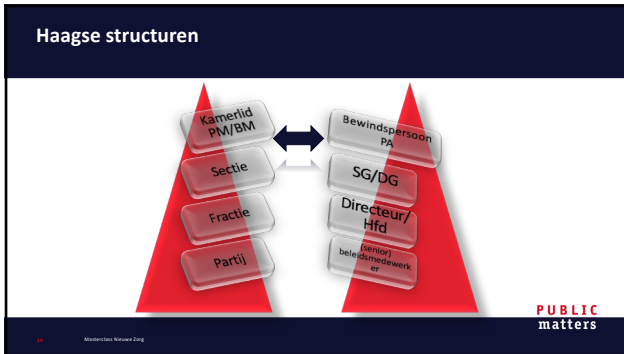 Haagse structuren
Kamerlid
PM/BM
Sectie
Fractie
Partij
Bewindspersoon
PA
SG/DG
Directeur/
Hfd
(senior)
beleidsmedewerk
er
PUBLIC
matters
Masterclass Nieuwe Zorg